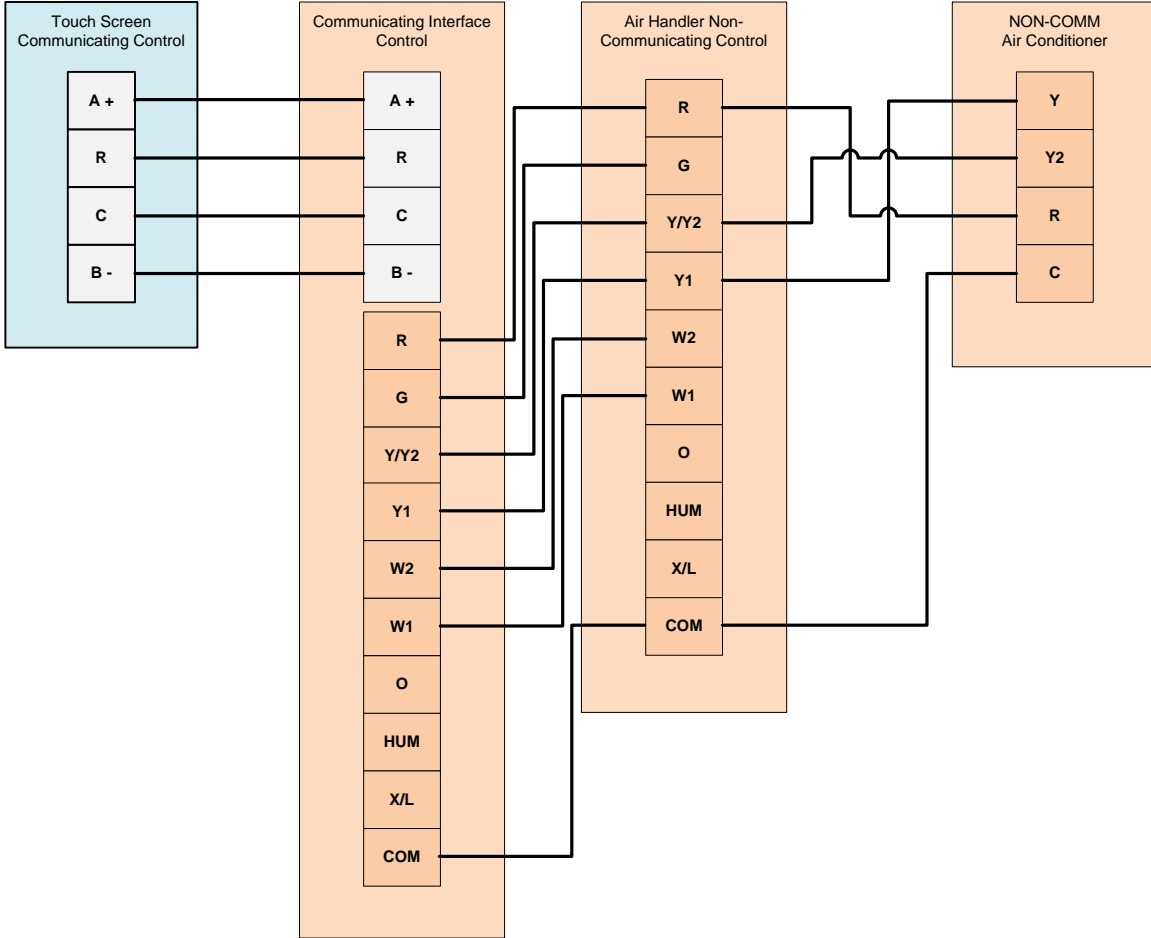 Touch Screen
Communicating Control
A +
R
C
B -
Communicating Interface
Control
A +
R
C
B -
R
G
Y/Y2
Y1
W2
W1
O
HUM
X/L
COM
Air Handler Non-
Communicating Control
R
G
Y/Y2
Y1
W2
W1
O
HUM
X/L
COM
NON-COMM
Air Conditioner
Y
Y2
R
C